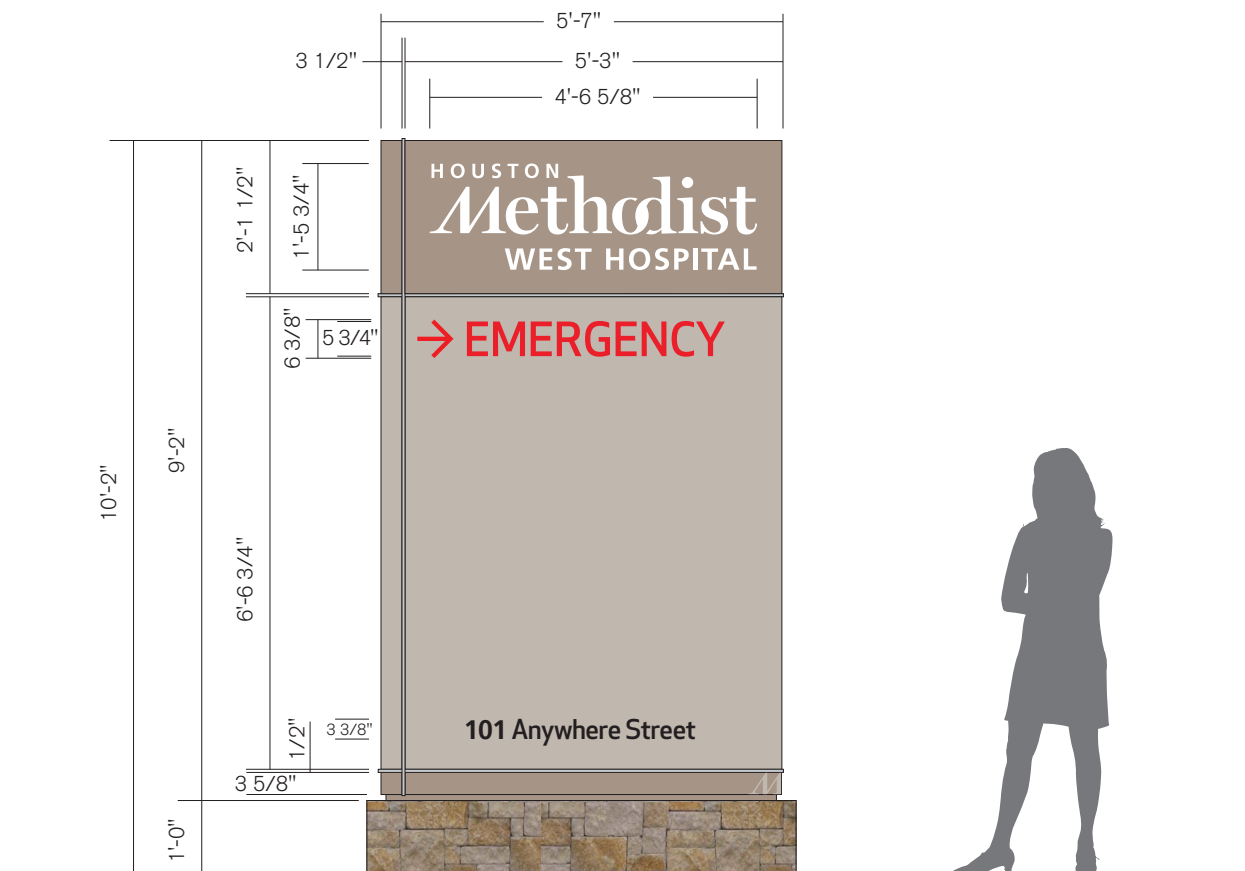 5'-7"
3 1/2"
5'-3"
4'-6 5/8"
HOUSTON
Methodist
WEST HOSPITAL
2'-1 1/2"
1'-5 3/4"
6 3/8"
5 3/4"
→ EMERGENCY
9'-2"
10'-2"
6'-6 3/4"
1/2"
3 3/8"
101 Anywhere Street
3 5/8"
M
1'-0"